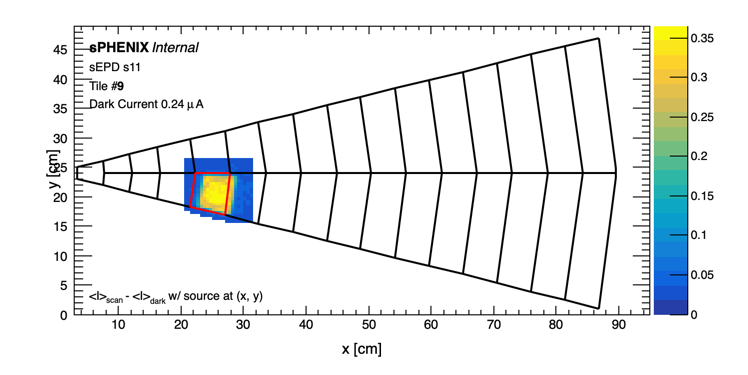 sPHENIX Internal
sEPD s11
Tile #9
Dark Current 0.24 μA
<I>scan - <I>dark w/ source at (x, y)
y [cm]
45
40
35
30
25
20
15
10
5
0
10 20 30 40 50 60 70 80 90
x [cm]
0.35
0.3
0.25
0.2
0.15
0.1
0.05
0